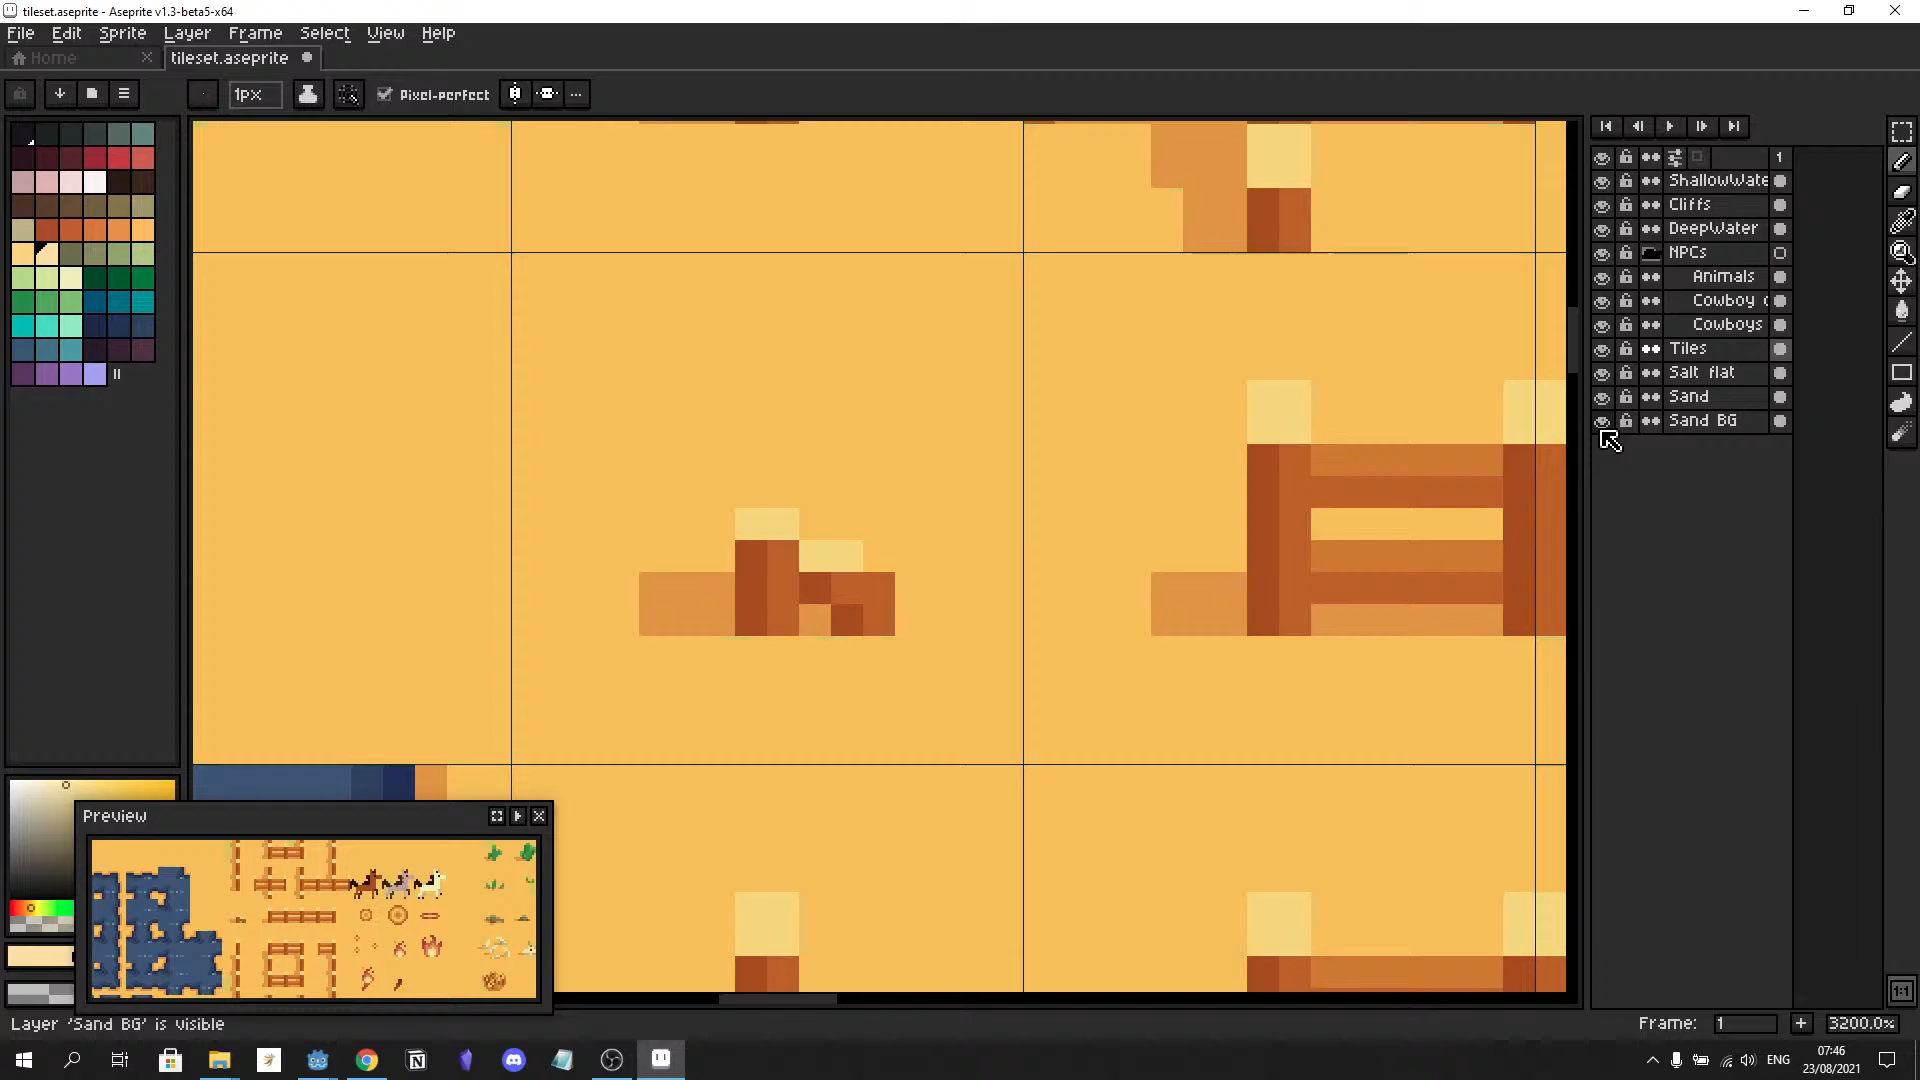 tileset.aseprite - Aseprite v1.3-beta5-x64
File Edit Sprite Layer Frame Select View Help
Home tileset.aseprite
1px Pixel-perfect
1
ShallowWate
Cliffs
DeepWater
NPCs
Animals
Cowboy
Cowboys
Tiles
Salt flat
Sand
Sand BG
Preview
Layer 'Sand BG' is visible
Frame: 1 + 3200.0%
1:1
ENG
07:46
23/08/2021